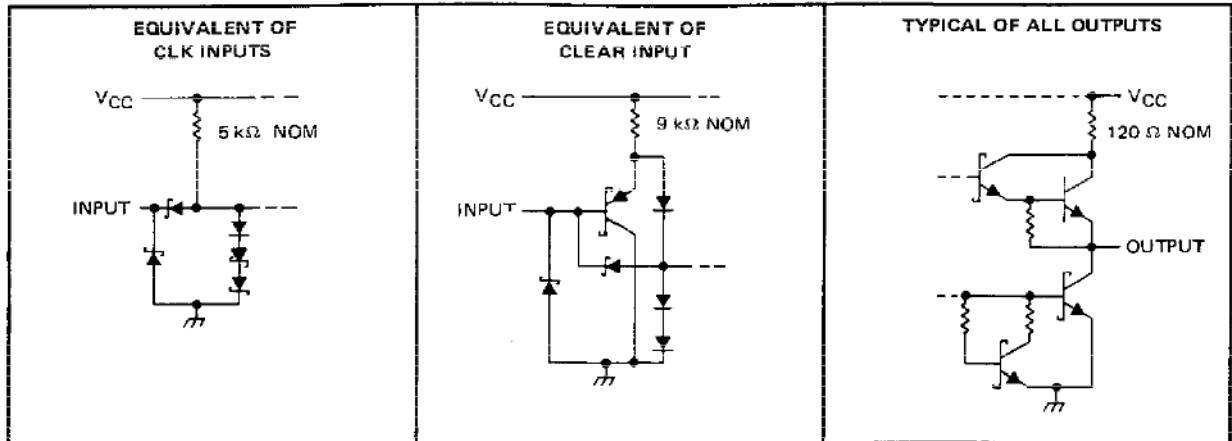 EQUIVALENT OF
CLK INPUTS
VCC
5 kΩ NOM
INPUT
EQUIVALENT OF
CLEAR INPUT
VCC
9 kΩ NOM
INPUT
TYPICAL OF ALL OUTPUTS
VCC
120 Ω NOM
OUTPUT